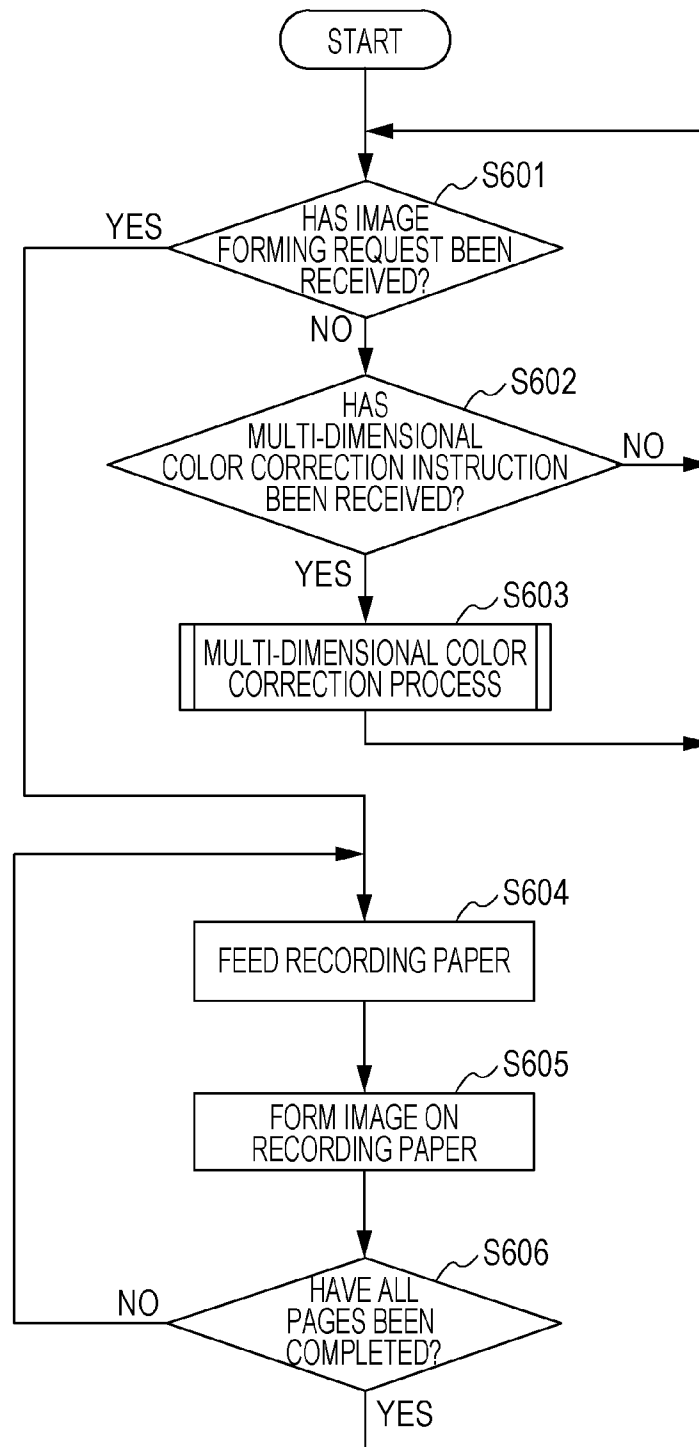 START
S601
YES
HAS IMAGE
FORMING REQUEST BEEN
RECEIVED?
NO
S602
HAS
MULTI-DIMENSIONAL
COLOR CORRECTION INSTRUCTION
BEEN RECEIVED?
NO
YES
S603
MULTI-DIMENSIONAL COLOR
CORRECTION PROCESS
S604
FEED RECORDING PAPER
S605
FORM IMAGE ON
RECORDING PAPER
S606
NO
HAVE ALL
PAGES BEEN
COMPLETED?
YES